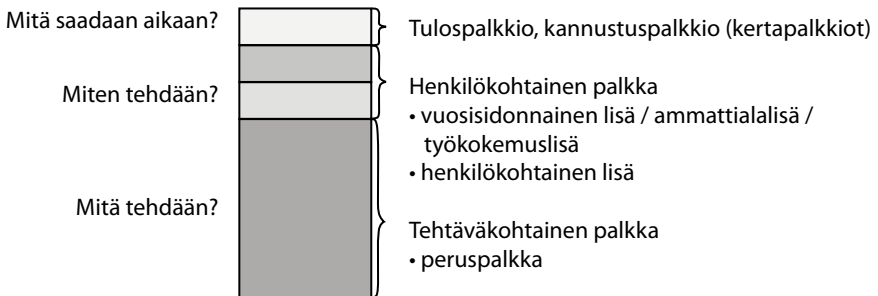 Mitä saadaan aikaan?
Tulospalkkio, kannustuspalkkio (kertapalkkiot)
Miten tehdään?
Henkilökohtainen palkka
• vuosisidonnainen lisä / ammattialalisä /
työkokemuslisä
• henkilökohtainen lisä
Mitä tehdään?
Tehtäväkohtainen palkka
• peruspalkka